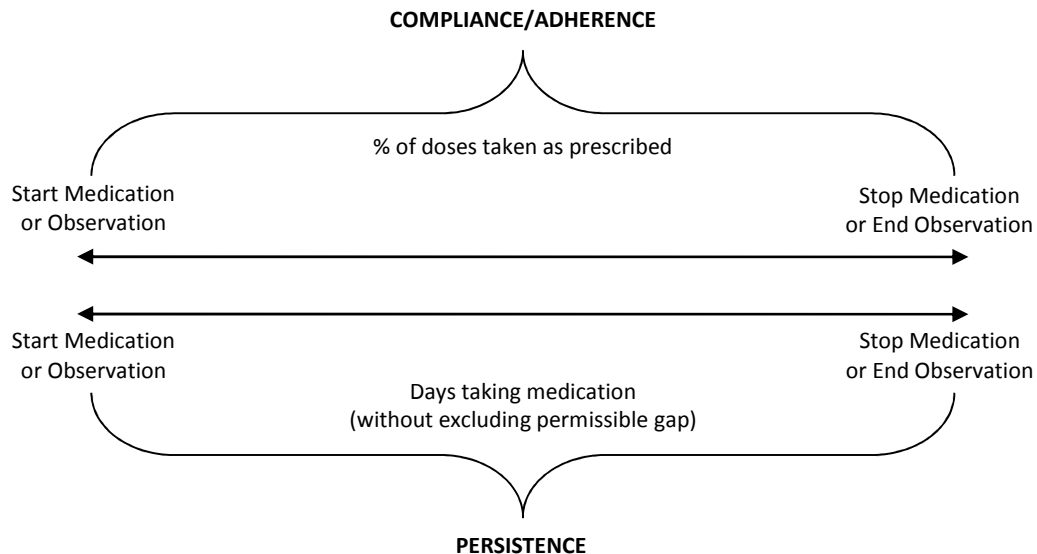 COMPLIANCE/ADHERENCE
% of doses taken as prescribed
Start Medication
or Observation
Stop Medication
or End Observation
Start Medication
or Observation
Stop Medication
or End Observation
Days taking medication
(without excluding permissible gap)
PERSISTENCE